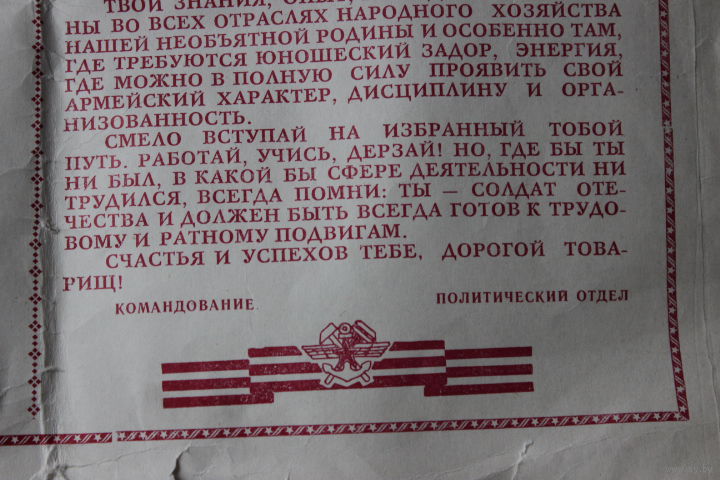 ТВОИ ЗНАНИЯ,
НЫ ВО ВСЕХ ОТРАСЛЯХ НАРОДНОГО ХОЗЯЙСТВА
НАШЕЙ НЕОБЪЯТНОЙ РОДИНЫ И ОСОБЕННО ТАМ,
ГДЕ ТРЕБУЮТСЯ ЮНОШЕСКИЙ ЗАДОР, ЭНЕРГИЯ,
ГДЕ МОЖНО В ПОЛНУЮ СИЛУ ПРОЯВИТЬ СВОЙ
АРМЕЙСКИЙ ХАРАКТЕР, ДИСЦИПЛИНУ И ОРГА-
НИЗОВАННОСТЬ.
СМЕЛО ВСТУПАЙ НА ИЗБРАННЫЙ ТОБОЙ
ПУТЬ. РАБОТАЙ, УЧИСЬ, ДЕРЗАЙ! НО, ГДЕ БЫ ТЫ
НИ БЫЛ, В КАКОЙ БЫ СФЕРЕ ДЕЯТЕЛЬНОСТИ НИ
ТРУДИЛСЯ, ВСЕГДА ПОМНИ: ТЫ — СОЛДАТ ОТЕ-
ЧЕСТВА И ДОЛЖЕН БЫТЬ ВСЕГДА ГОТОВ К ТРУДО-
ВОМУ И РАТНОМУ ПОДВИГАМ.
СЧАСТЬЯ И УСПЕХОВ ТЕБЕ, ДОРОГОЙ ТОВА-
РИЩ!
КОМАНДОВАНИЕ ПОЛИТИЧЕСКИЙ ОТДЕЛ